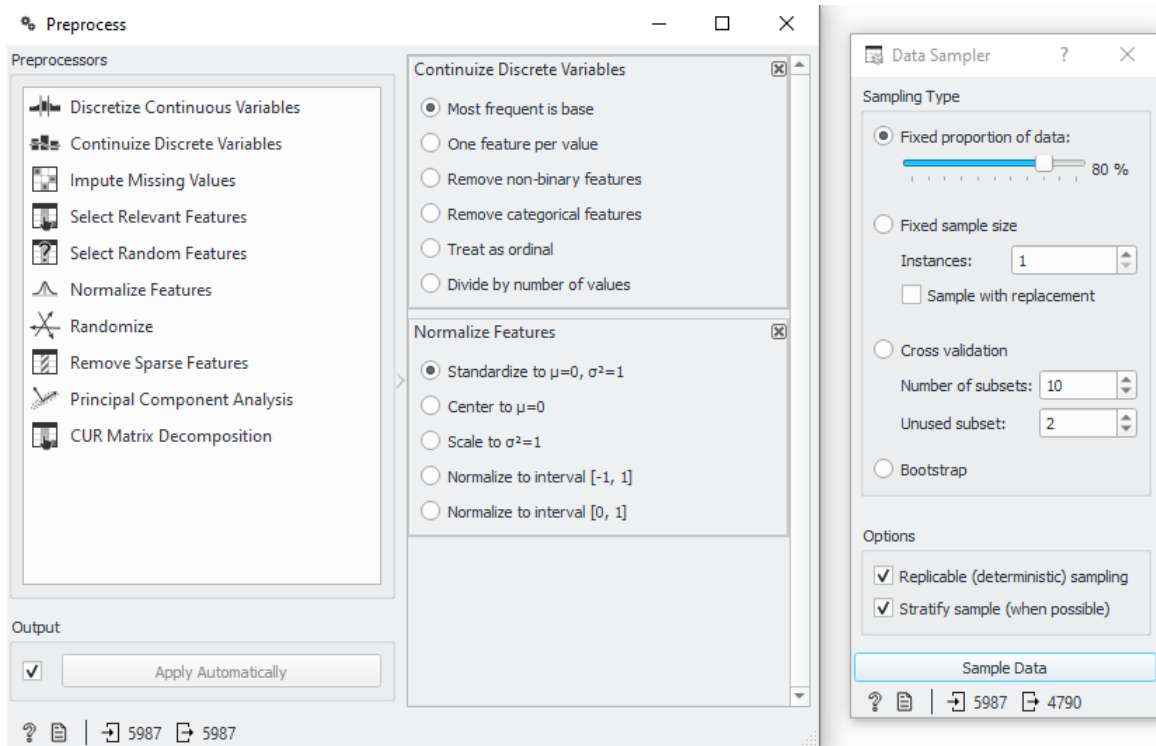 Preprocess
Preprocessors
Discretize Continuous Variables
Continuize Discrete Variables
Impute Missing Values
Select Relevant Features
Select Random Features
Normalize Features
Randomize
Remove Sparse Features
Principal Component Analysis
CUR Matrix Decomposition
Output
Apply Automatically
5987 5987
Continuize Discrete Variables
Most frequent is base
One feature per value
Remove non-binary features
Remove categorical features
Treat as ordinal
Divide by number of values
Normalize Features
Standardize to μ=0, σ²=1
Center to μ=0
Scale to σ²=1
Normalize to interval [-1, 1]
Normalize to interval [0, 1]
Data Sampler ?
Sampling Type
Fixed proportion of data:
80 %
Fixed sample size
Instances: 1
Sample with replacement
Cross validation
Number of subsets: 10
Unused subset: 2
Bootstrap
Options
Replicable (deterministic) sampling
Stratify sample (when possible)
Sample Data
5987 4790